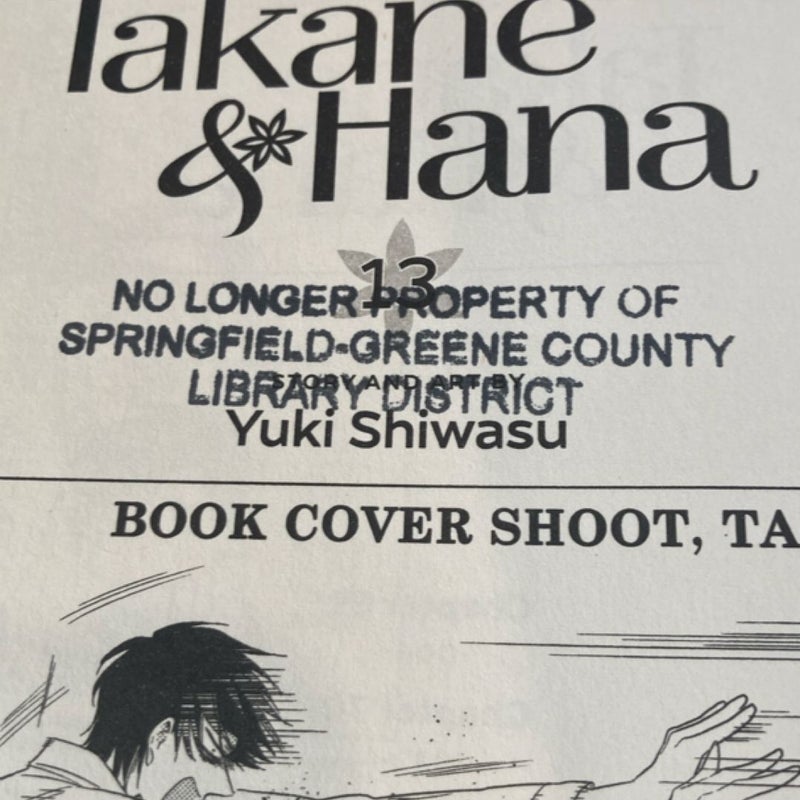 Takane
& Hana
13
NO LONGER PROPERTY OF
SPRINGFIELD-GREENE COUNTY
LIBRARY DISTRICT
STORY AND ART BY
Yuki Shiwasu
BOOK COVER SHOOT, TA